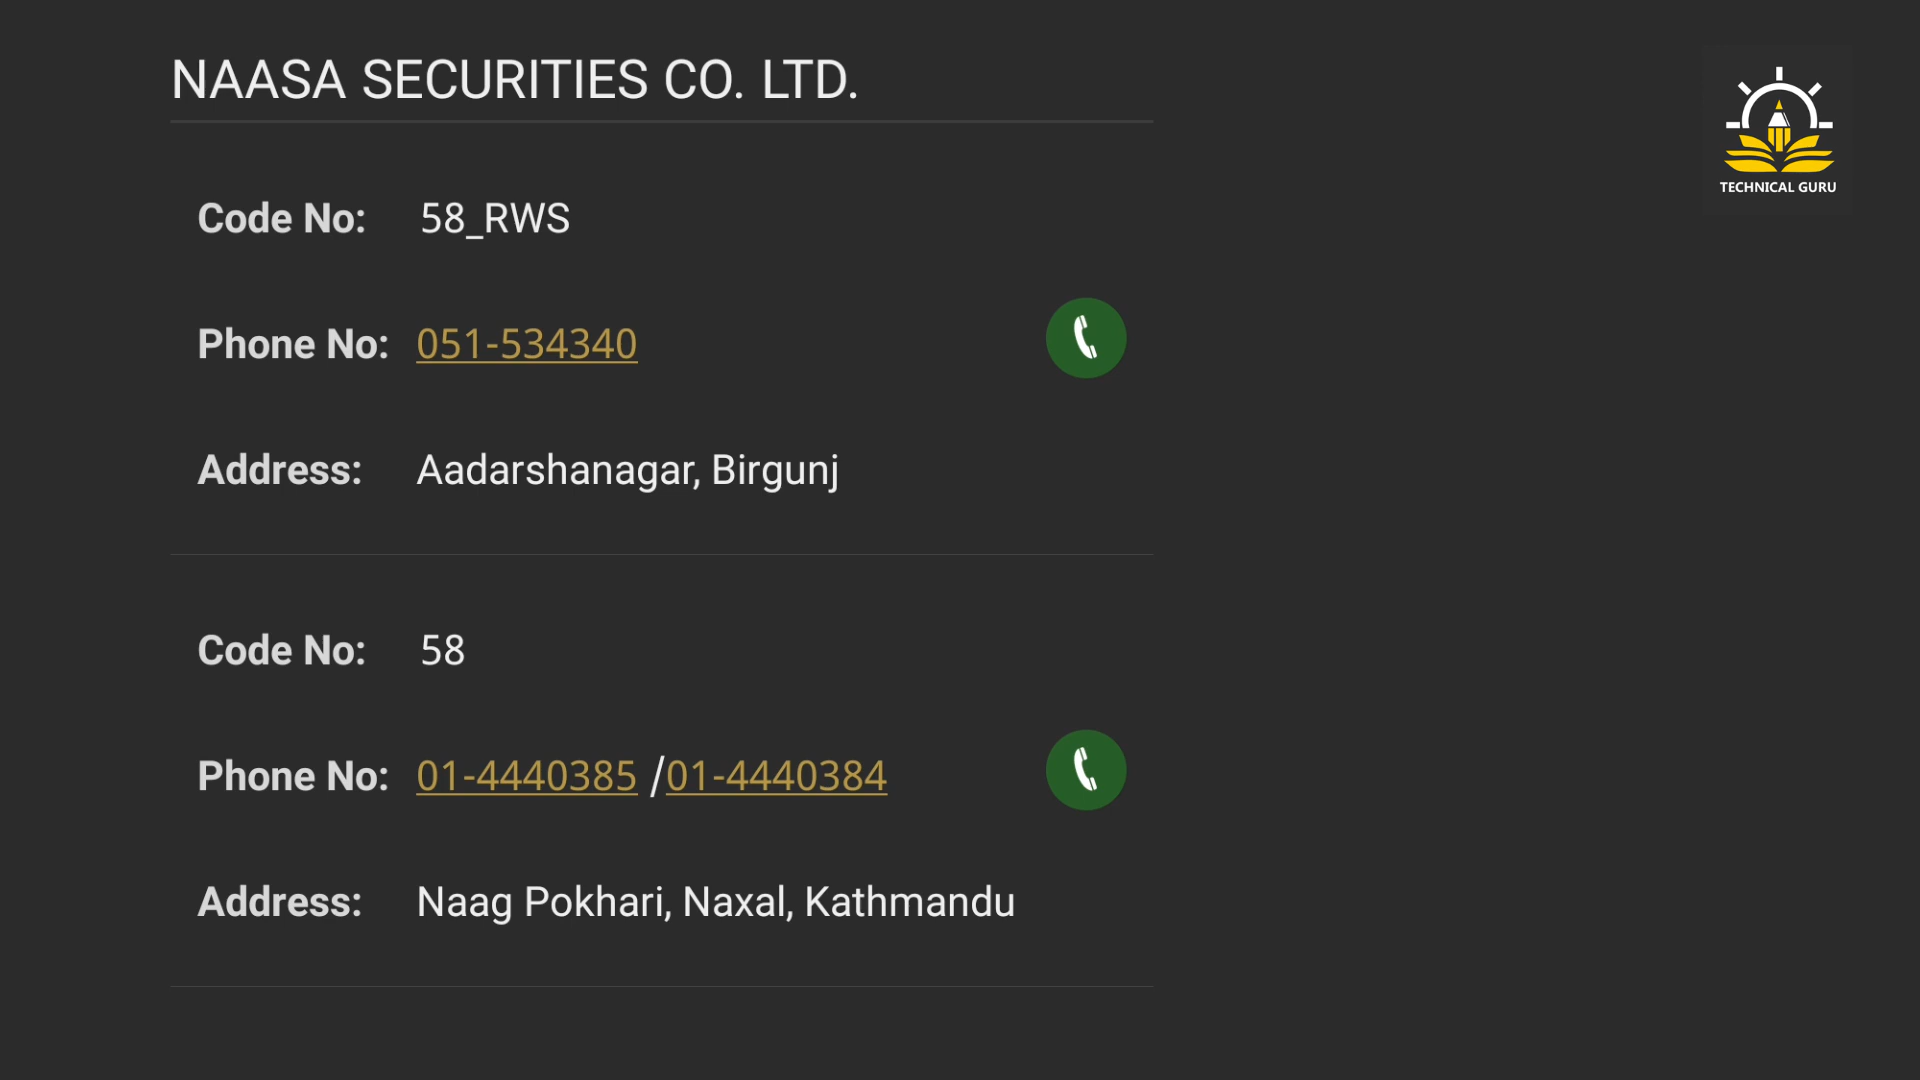 NAASA SECURITIES CO. LTD.
TECHNICAL GURU
Code No: 58_RWS
Phone No: 051-534340
Address: Aadarshanagar, Birgunj
Code No: 58
Phone No: 01-4440385 /01-4440384
Address: Naag Pokhari, Naxal, Kathmandu